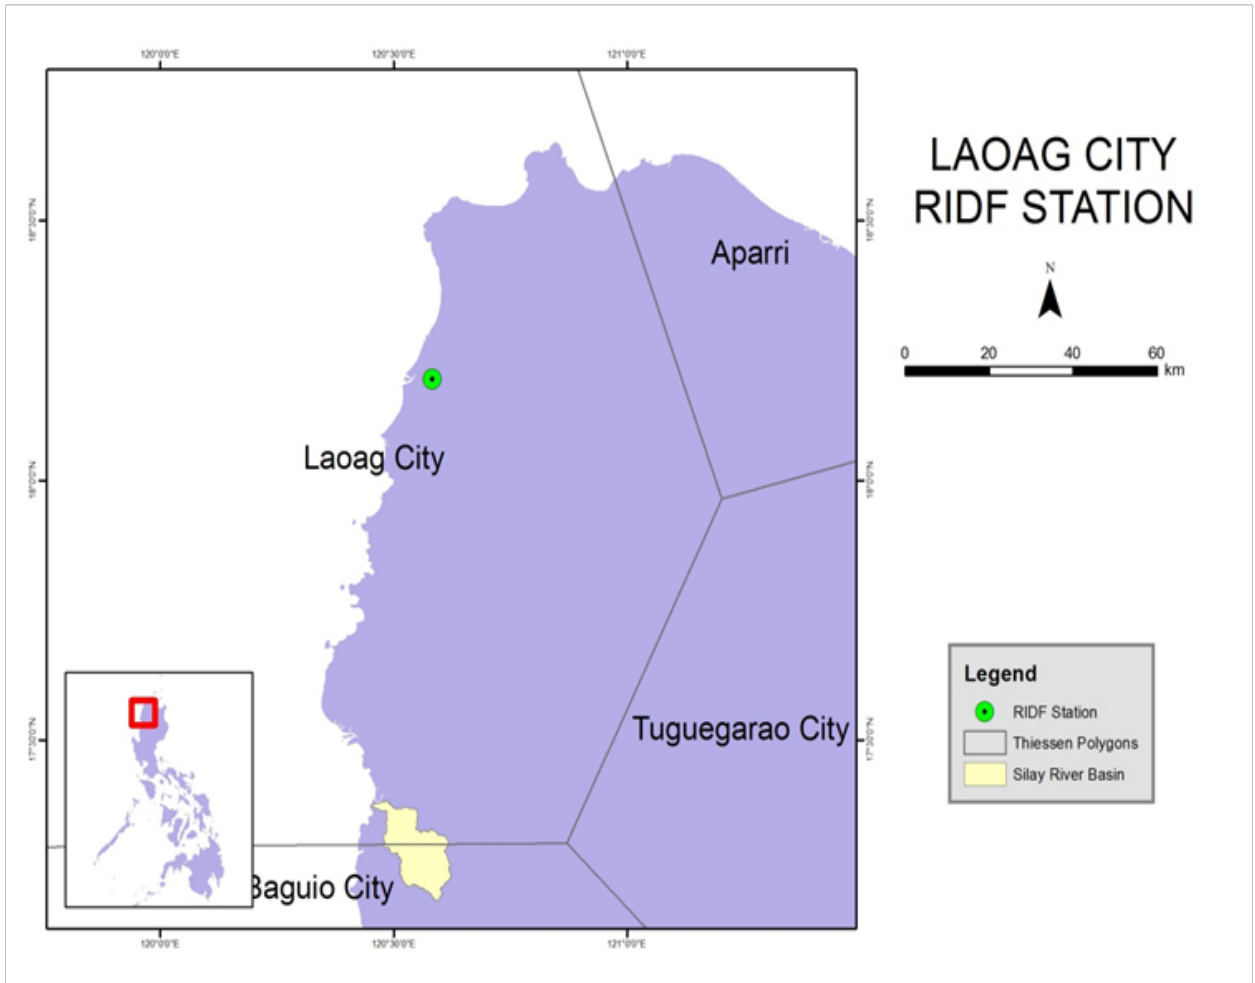 120°0'0"E
120°30'0"E
121°0'0"E
LAOAG CITY
RIDF STATION
18°30'0"N
18°30'0"N
Aparri
N
0
20
40
60
km
Laoag City
18°0'0"N
18°0'0"N
Legend
RIDF Station
Thiessen Polygons
Silay River Basin
Tuguegarao City
17°30'0"N
17°30'0"N
Baguio City
120°0'0"E
120°30'0"E
121°0'0"E